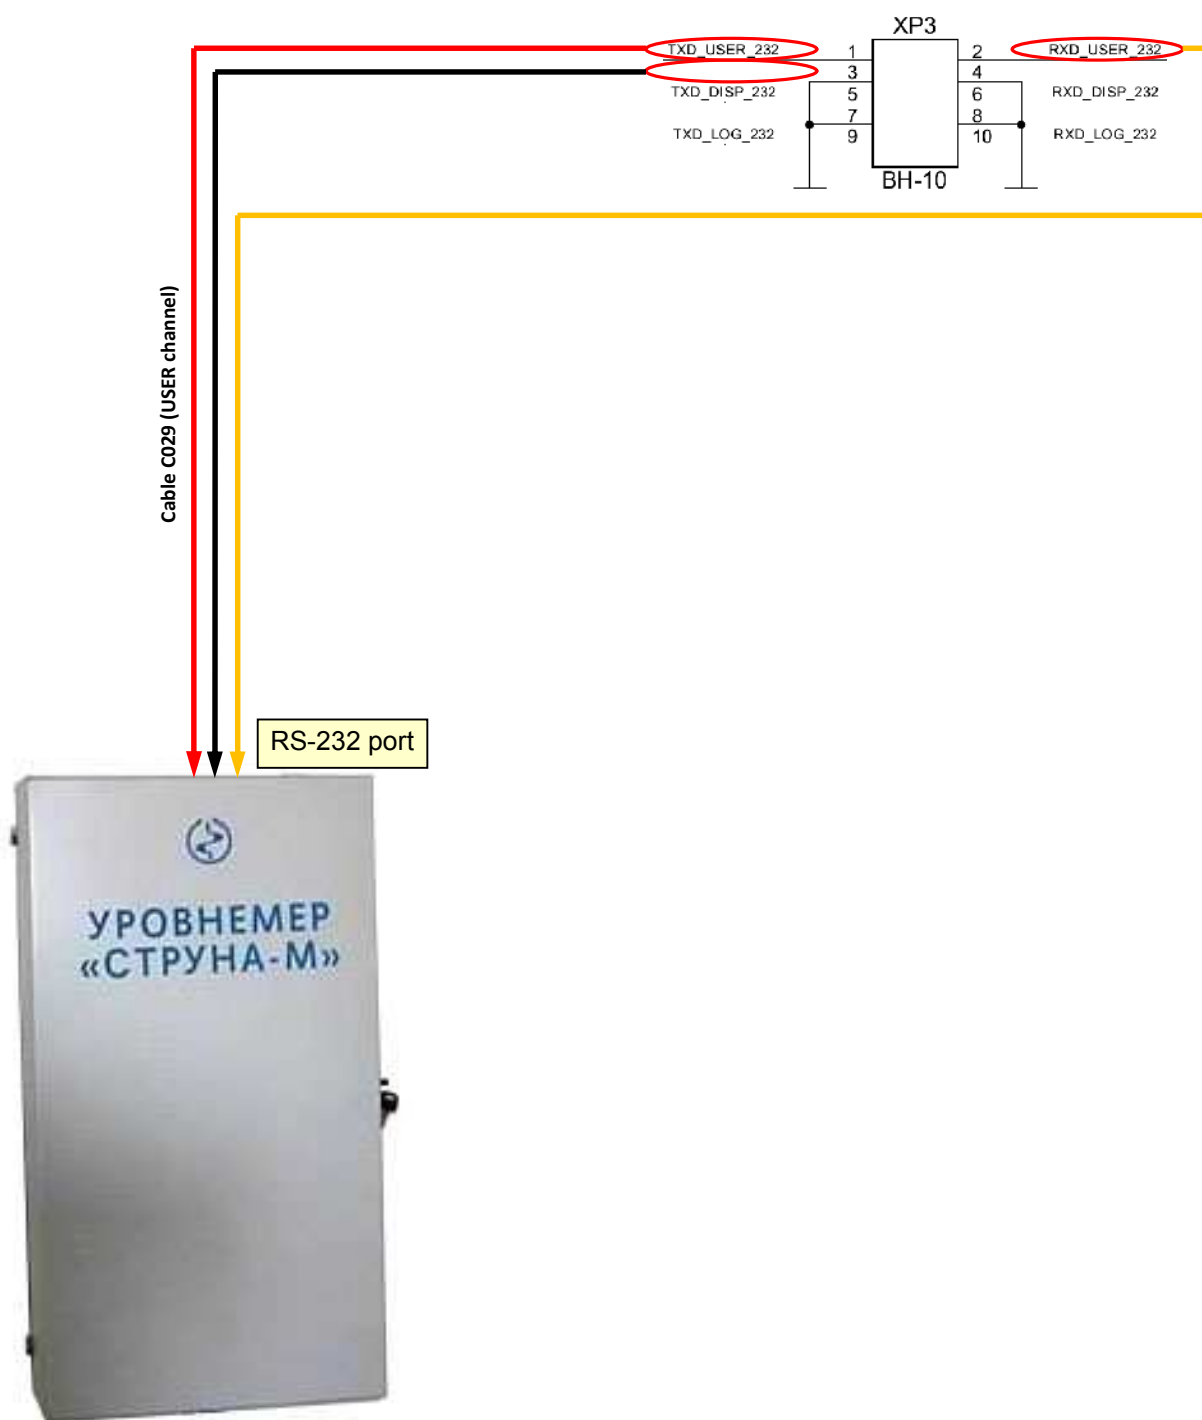 XP3
TXD_USER_232 1 2 RXD_USER_232
3 4
TXD_DISP_232 5 6 RXD_DISP_232
7 8
TXD_LOG_232 9 10 RXD_LOG_232
BH-10
Cable C029 (USER channel)
RS-232 port
УРОВНЕМЕР
«СТРУНА-М»